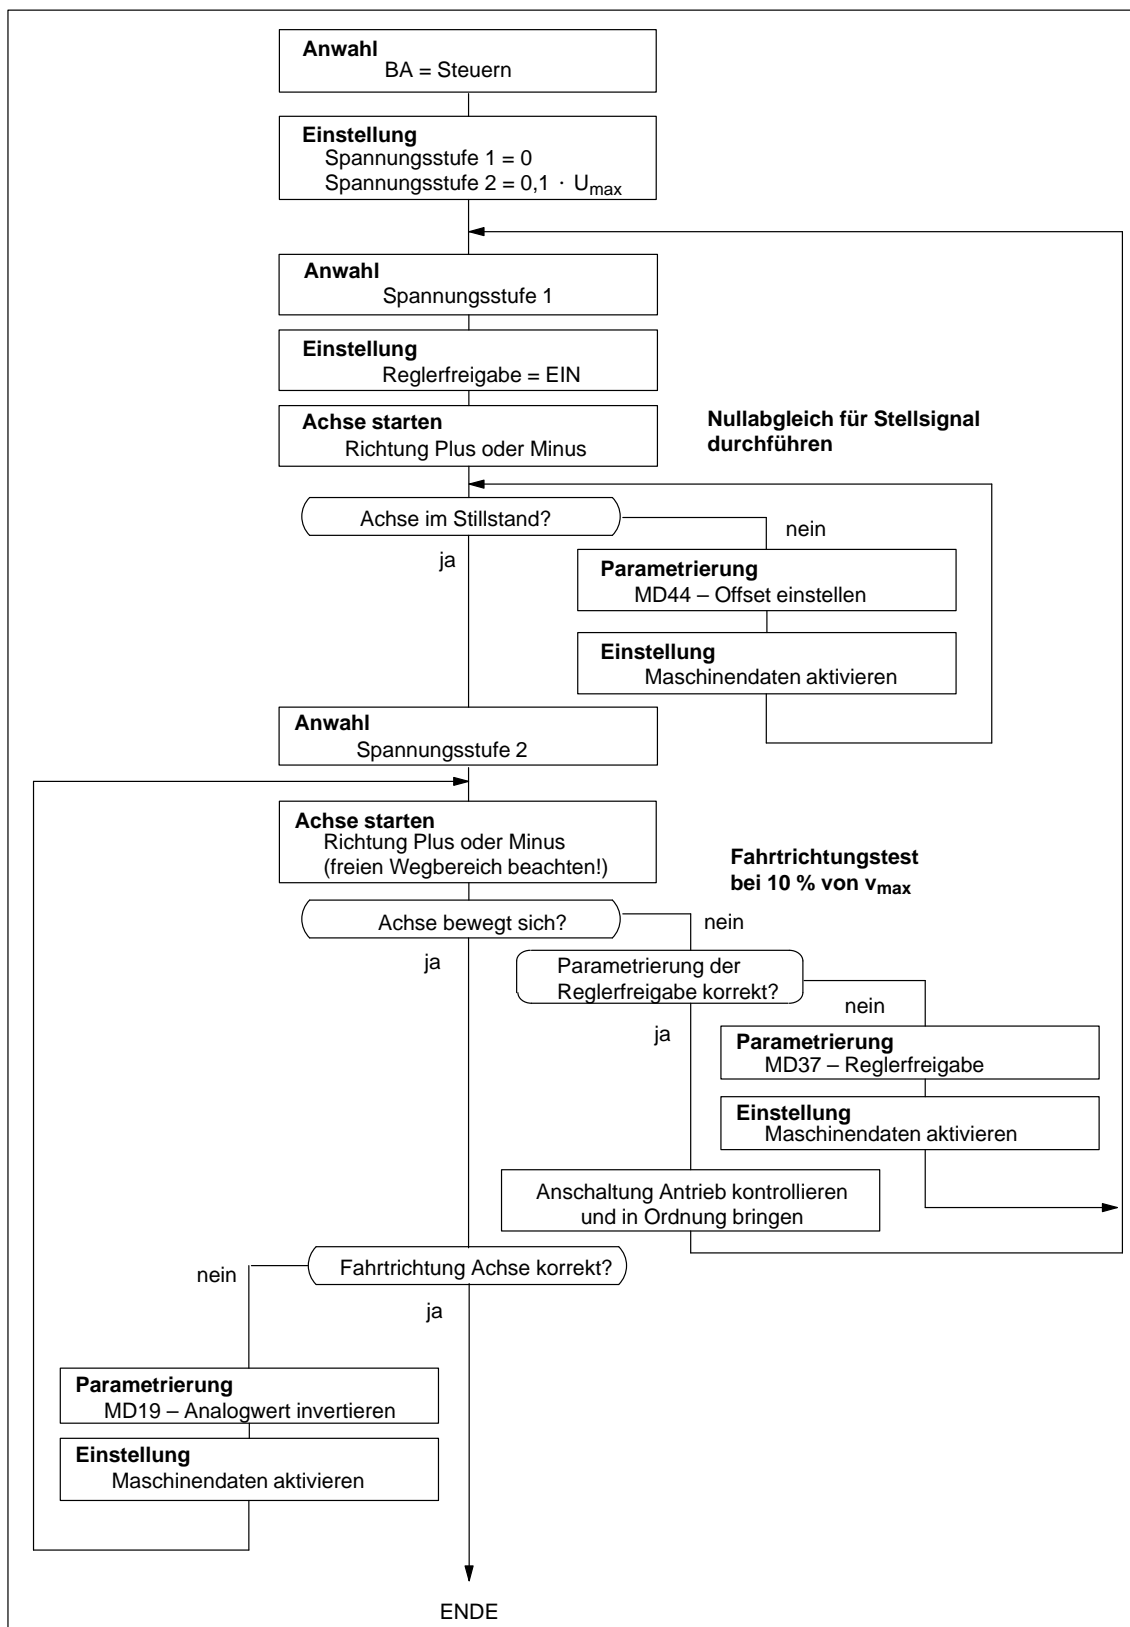 Anwahl
BA = Steuern
Einstellung
Spannungsstufe 1 = 0
Spannungsstufe 2 = 0,1 · Umax
Anwahl
Spannungsstufe 1
Einstellung
Reglerfreigabe = EIN
Achse starten
Richtung Plus oder Minus
Nullabgleich für Stellsignal
durchführen
Achse im Stillstand?
nein
ja
Parametrierung
MD44 – Offset einstellen
Einstellung
Maschinendaten aktivieren
Anwahl
Spannungsstufe 2
Achse starten
Richtung Plus oder Minus
(freien Wegbereich beachten!)
Fahrtrichtungstest
bei 10 % von vmax
Achse bewegt sich?
nein
ja
Parametrierung der
Reglerfreigabe korrekt?
nein
ja
Parametrierung
MD37 – Reglerfreigabe
Einstellung
Maschinendaten aktivieren
Anschaltung Antrieb kontrollieren
und in Ordnung bringen
Fahrtrichtung Achse korrekt?
nein
ja
Parametrierung
MD19 – Analogwert invertieren
Einstellung
Maschinendaten aktivieren
ENDE